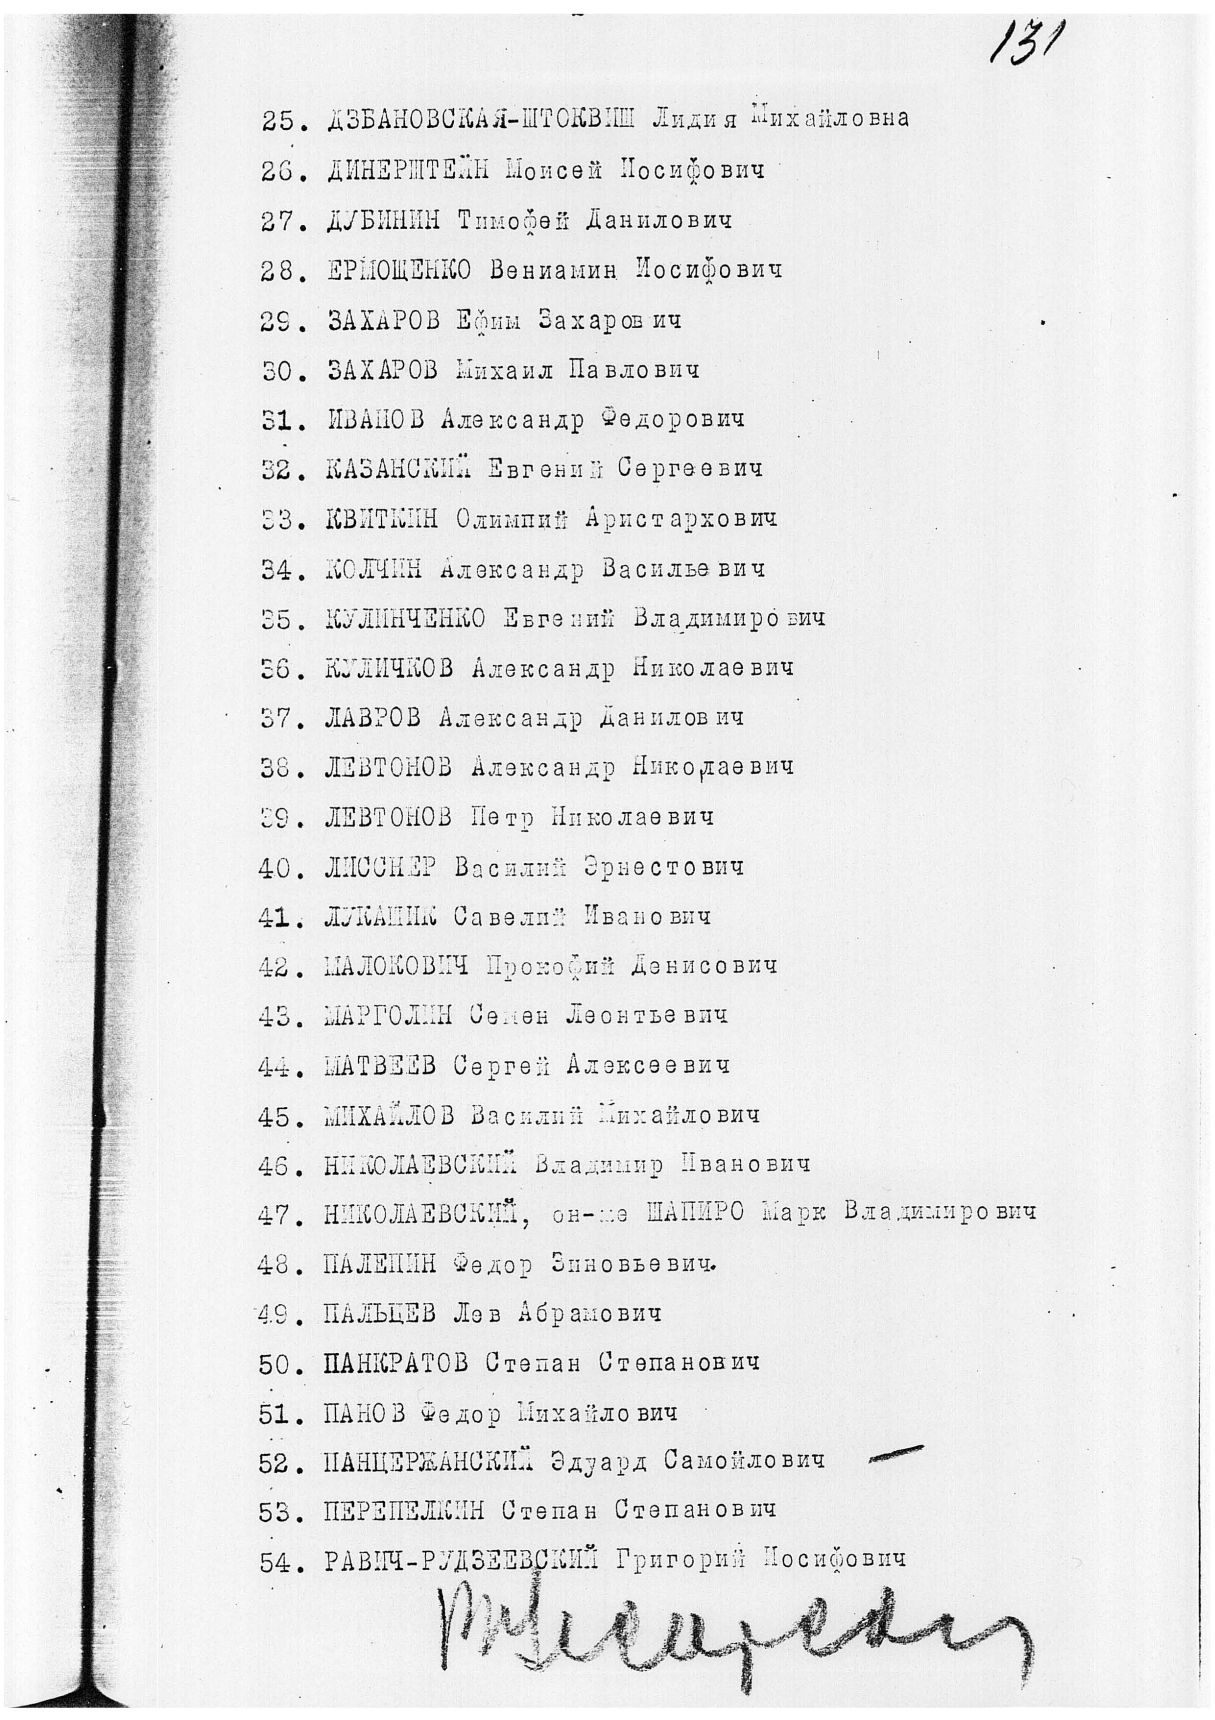 131
25. ДЗБАНОВСКАЯ-ШТОКВИШ Лидия Михайловна
26. ДИНЕРШТЕЙН Моисей Иосифович
27. ДУБИНИН Тимофей Данилович
28. ЕРМОЩЕНКО Вениамин Иосифович
29. ЗАХАРОВ Ефим Захарович
30. ЗАХАРОВ Михаил Павлович
31. ИВАНОВ Александр Федорович
32. КАЗАНСКИЙ Евгений Сергеевич
33. КВИТКИН Олимпий Аристархович
34. КОЛЧИН Александр Васильевич
35. КУЛИНЧЕНКО Евгений Владимирович
36. КУЛИЧКОВ Александр Николаевич
37. ЛАВРОВ Александр Данилович
38. ЛЕВТОНОВ Александр Николаевич
39. ЛЕВТОНОВ Петр Николаевич
40. ЛИССНЕР Василий Эрнестович
41. ЛУКАНИК Савелий Иванович
42. МАЛОКОВИЧ Прокофий Денисович
43. МАРГОЛИН Семен Леонтьевич
44. МАТВЕЕВ Сергей Алексеевич
45. МИХАЙЛОВ Василий Михайлович
46. НИКОЛАЕВСКИЙ Владимир Иванович
47. НИКОЛАЕВСКИЙ, он-же ШАПИРО Марк Владимирович
48. ПАЛЕПИН Федор Зиновьевич.
49. ПАЛЬЦЕВ Лев Абрамович
50. ПАНКРАТОВ Степан Степанович
51. ПАНОВ Федор Михайлович
52. ПАНЦЕРЖАНСКИЙ Эдуард Самойлович —
53. ПЕРЕПЕЛКИН Степан Степанович
54. РАВИЧ-РУДЗЕЕВСКИЙ Григорий Иосифович